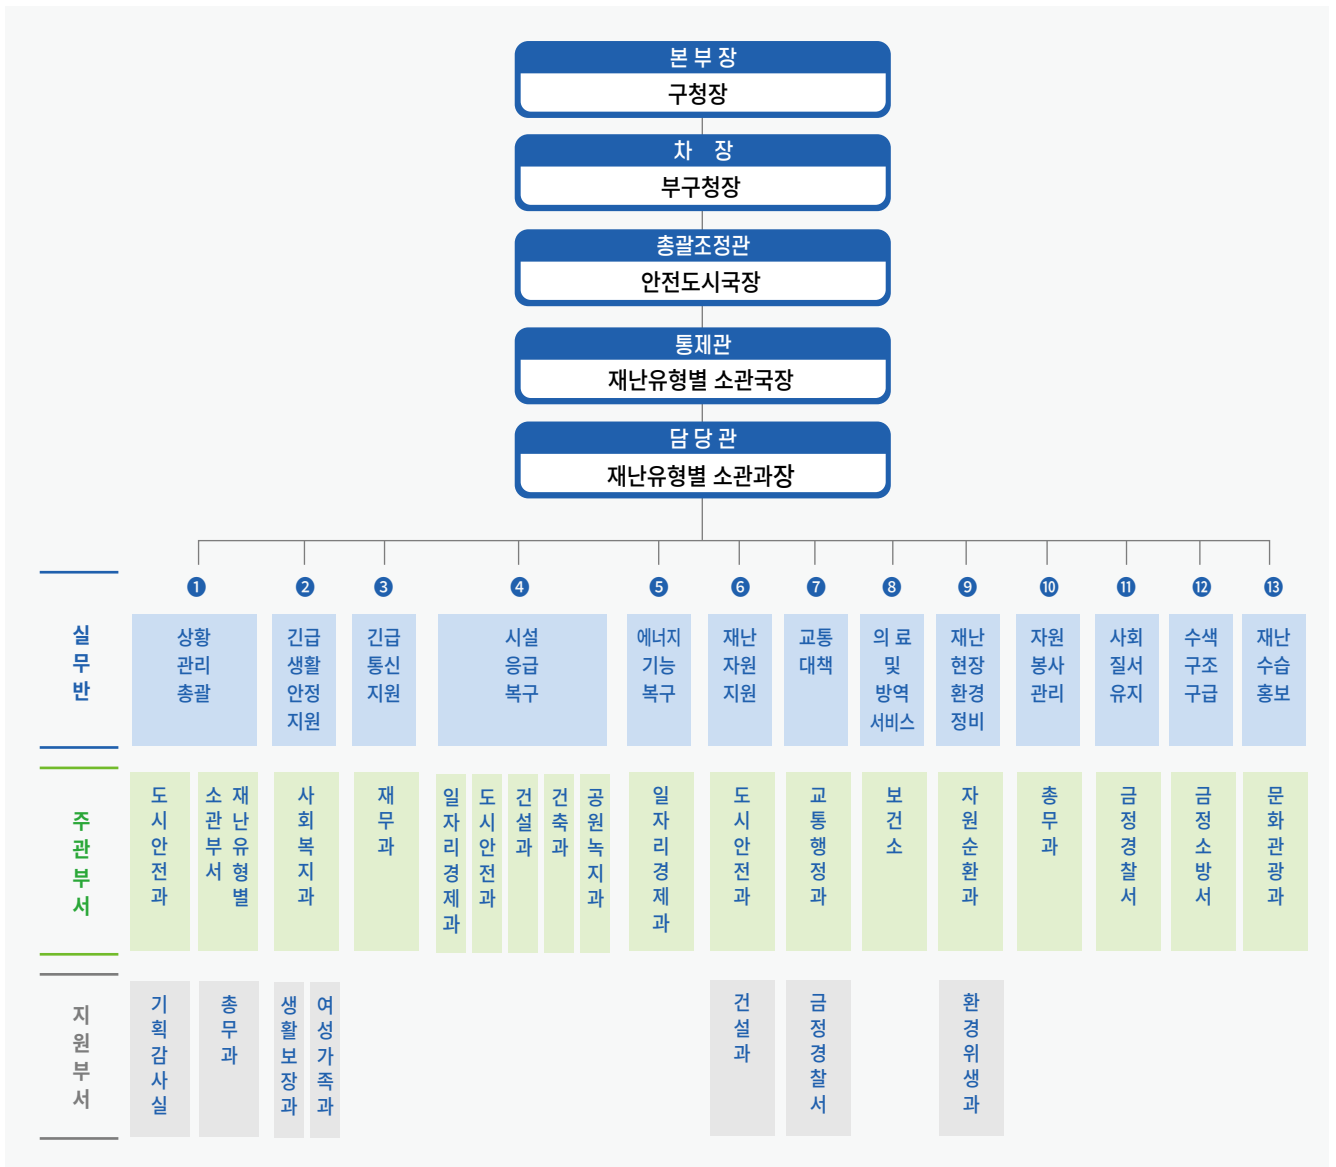 본 부 장
구청장
차 장
부구청장
총괄조정관
안전도시국장
통제관
재난유형별 소관국장
담 당 관
재난유형별 소관과장
1
2
3
4
5
6
7
8
9
10
11
12
13
실무반
상황
관리
총괄
긴급
생활
안정
지원
긴급
통신
지원
시설
응급
복구
에너지
기능
복구
재난
자원
지원
교통
대책
의 료
및
방역
서비스
재난
현장
환경
정비
자원
봉사
관리
사회
질서
유지
수색
구조
구급
재난
수습
홍보
주관부서
도시안전과
재난유형별
소관부서
사회복지과
재무과
일자리경제과
도시안전과
건설과
건축과
공원녹지과
일자리경제과
도시안전과
교통행정과
보건소
자원순환과
총무과
금정경찰서
금정소방서
문화관광과
지원부서
기획감사실
총무과
생활보장과
여성가족과
건설과
금정경찰서
환경위생과